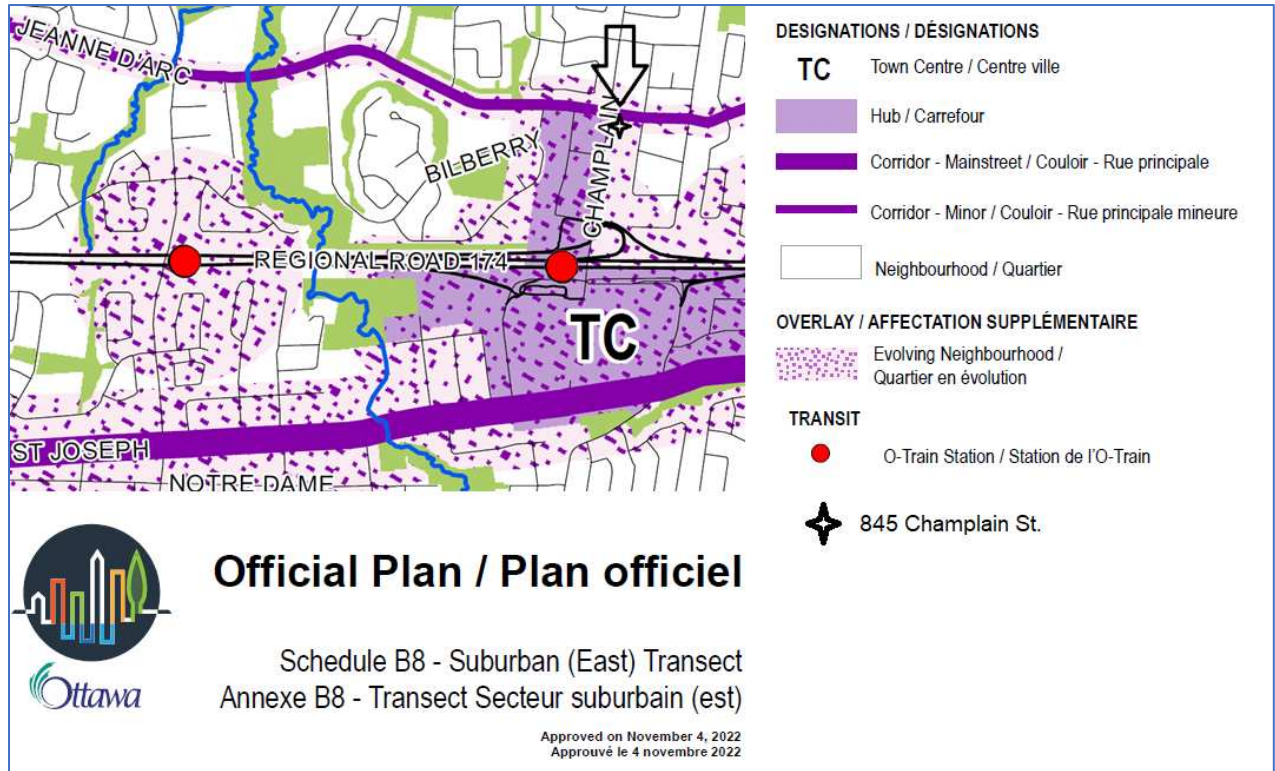 JEANNE D'ARC
BILBERRY
CHAMPLAIN
REGIONAL ROAD 174
TC
ST JOSEPH
NOTRE DAME
DESIGNATIONS / DÉSIGNATIONS
TC Town Centre / Centre ville
Hub / Carrefour
Corridor - Mainstreet / Couloir - Rue principale
Corridor - Minor / Couloir - Rue principale mineure
Neighbourhood / Quartier
OVERLAY / AFFECTATION SUPPLÉMENTAIRE
Evolving Neighbourhood /
Quartier en évolution
TRANSIT
O-Train Station / Station de l'O-Train
845 Champlain St.
Ottawa
Official Plan / Plan officiel
Schedule B8 - Suburban (East) Transect
Annexe B8 - Transect Secteur suburbain (est)
Approved on November 4, 2022
Approuvé le 4 novembre 2022